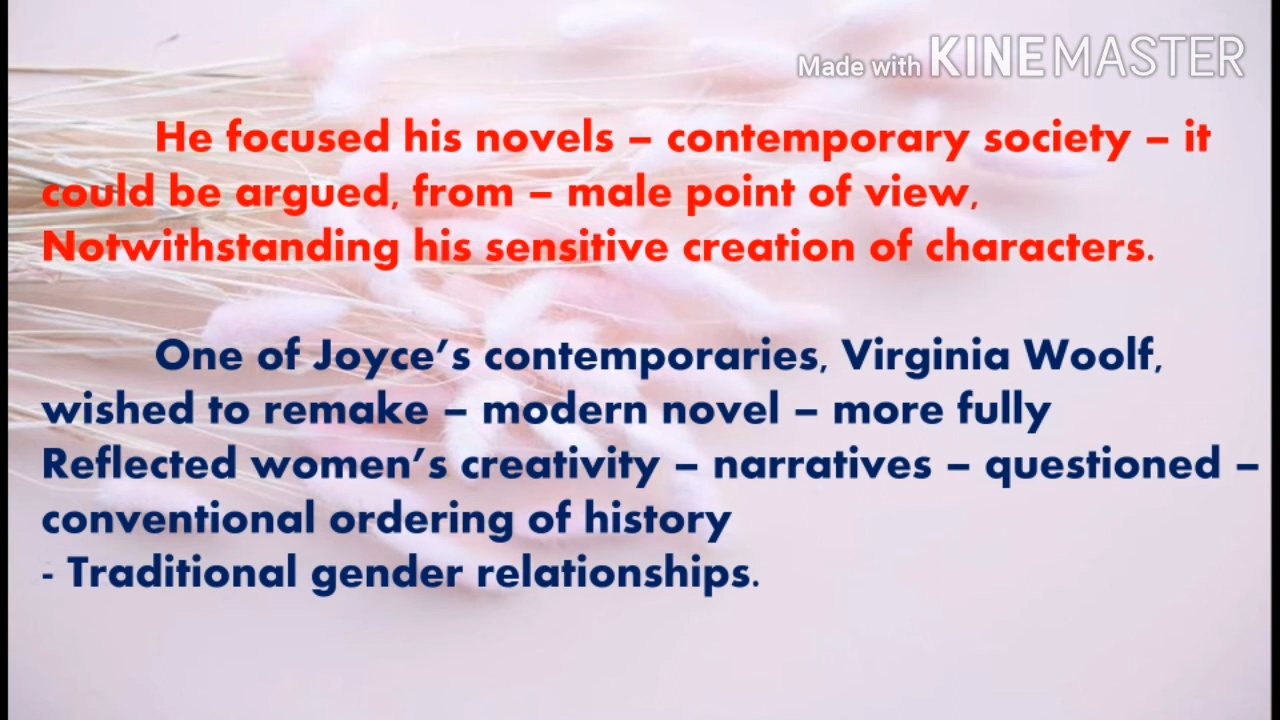 Made with KINEMASTER
He focused his novels – contemporary society – it
could be argued, from – male point of view,
Notwithstanding his sensitive creation of characters.
One of Joyce’s contemporaries, Virginia Woolf,
wished to remake – modern novel – more fully
Reflected women’s creativity – narratives – questioned –
conventional ordering of history
- Traditional gender relationships.